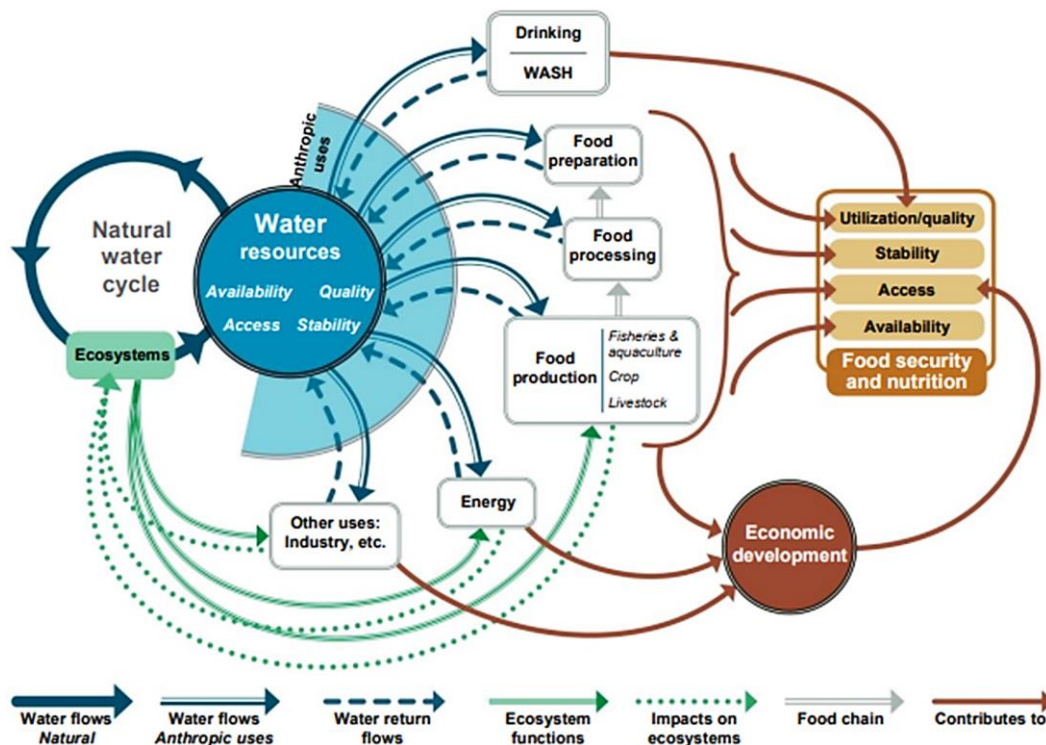 Drinking
WASH
Anthropic
uses
Food
preparation
Natural
water
cycle
Water
resources
Availability Quality
Access Stability
Food
processing
Utilization/quality
Stability
Access
Availability
Food security
and nutrition
Ecosystems
Food
production
Fisheries &
aquaculture
Crop
Livestock
Energy
Other uses:
Industry, etc.
Economic
development
Water flows
Natural
Water flows
Anthropic uses
Water return
flows
Ecosystem
functions
Impacts on
ecosystems
Food chain
Contributes to